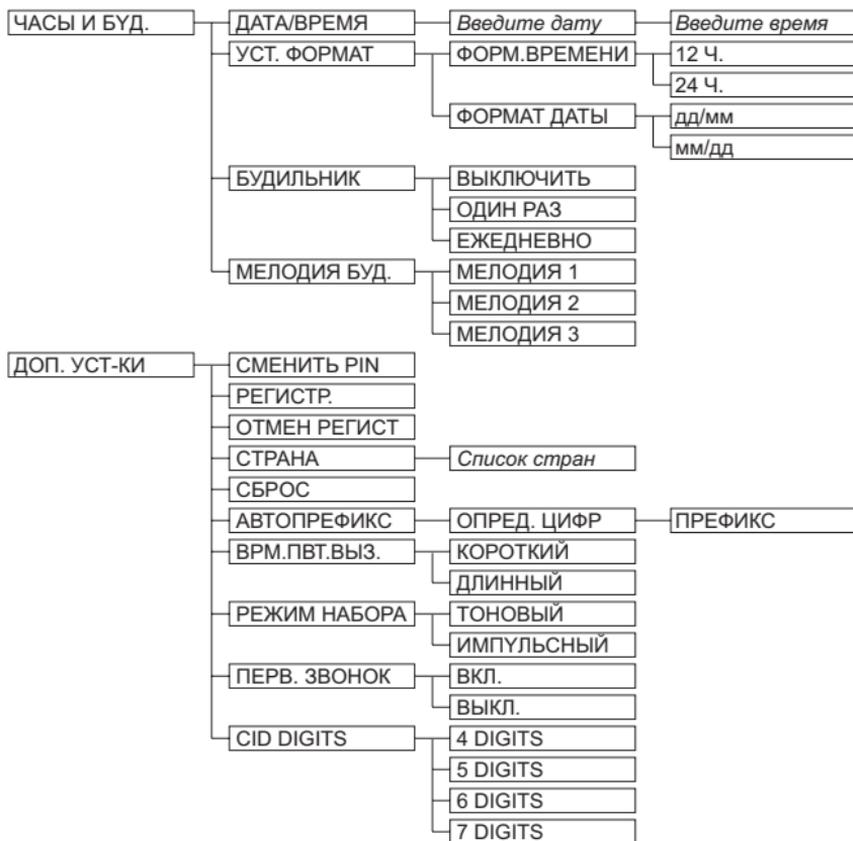 ЧАСЫ И БУД. ДАТА/ВРЕМЯ Введите дату Введите время
УСТ. ФОРМАТ ФОРМ.ВРЕМЕНИ 12 Ч.
24 Ч.
ФОРМАТ ДАТЫ дд/мм
мм/дд
БУДИЛЬНИК ВЫКЛЮЧИТЬ
ОДИН РАЗ
ЕЖЕДНЕВНО
МЕЛОДИЯ БУД. МЕЛОДИЯ 1
МЕЛОДИЯ 2
МЕЛОДИЯ 3
ДОП. УСТ-КИ СМЕНИТЬ PIN
РЕГИСТР.
ОТМЕН РЕГИСТ
СТРАНА Список стран
СБРОС
АВТОПРЕФИКС ОПРЕД. ЦИФР ПРЕФИКС
ВРМ.ПВТ.ВЫЗ. КОРОТКИЙ
ДЛИННЫЙ
РЕЖИМ НАБОРА ТОНОВЫЙ
ИМПУЛЬСНЫЙ
ПЕРВ. ЗВОНОК ВКЛ.
ВЫКЛ.
CID DIGITS 4 DIGITS
5 DIGITS
6 DIGITS
7 DIGITS